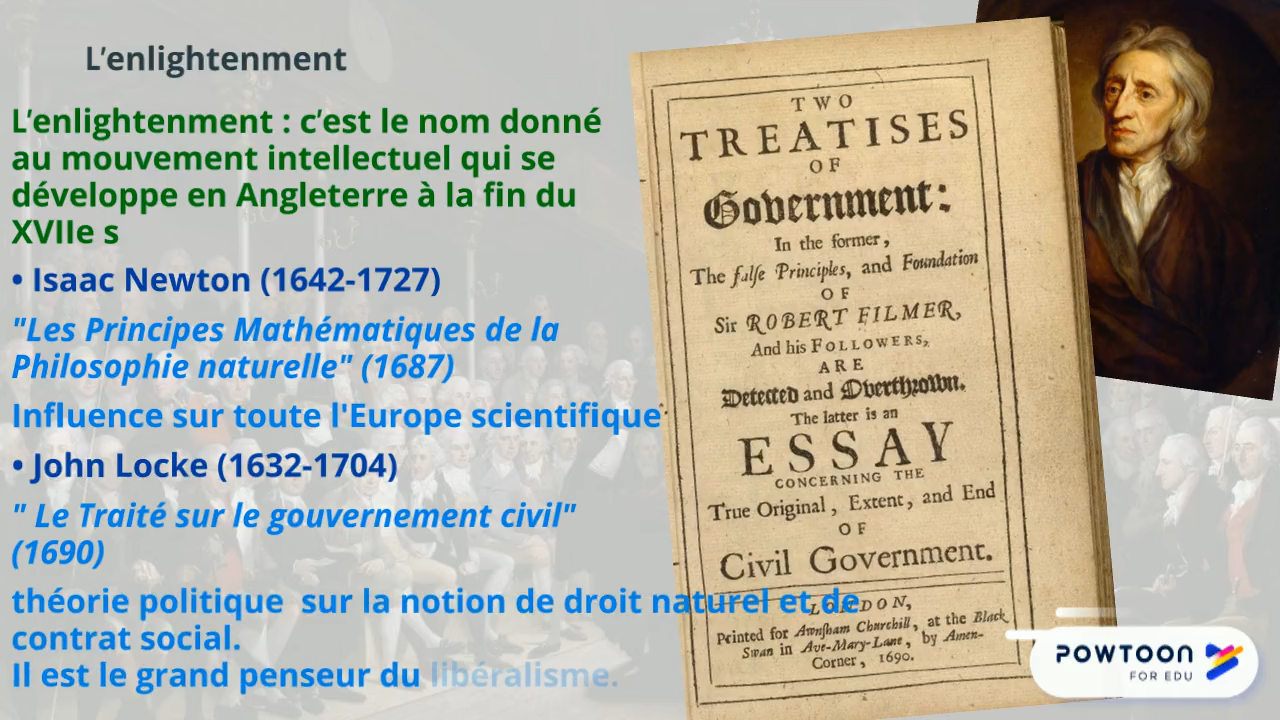 L'enlightenment
L'enlightenment : c'est le nom donné
au mouvement intellectuel qui se
développe en Angleterre à la fin du
XVIIe s
• Isaac Newton (1642-1727)
"Les Principes Mathématiques de la
Philosophie naturelle" (1687)
Influence sur toute l'Europe scientifique
• John Locke (1632-1704)
" Le Traité sur le gouvernement civil"
(1690)
théorie politique  sur la notion de droit naturel et de
contrat social.
Il est le grand penseur du libéralisme.
TWO
TREATISES
OF
Government:
In the former,
The false Principles, and Foundation
OF
Sir ROBERT FILMER,
And his FOLLOWERS,
ARE
Detected and Overthrown.
The latter is an
ESSAY
CONCERNING THE
True Original, Extent, and End
OF
Civil Government.
LONDON,
Printed for Awnsham Churchill, at the Black
Swan in Ave-Mary-Lane, by Amen-
Corner, 1690.
POWTOON
FOR EDU